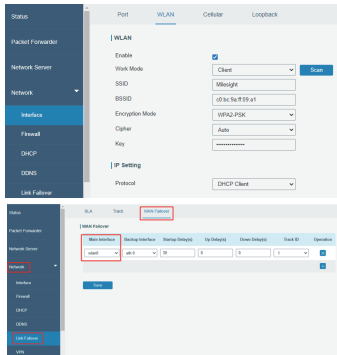 Status
Packet Forwarder
Network Server
Network
Interface
Firewall
DHCP
DDNS
Link Failover
Port WLAN Cellular Loopback
WLAN
Enable
Work Mode Client Scan
SSID Milesight
BSSID c0:bc:9a:ff:59:a1
Encryption Mode WPA2-PSK
Cipher Auto
Key ••••••••••••
IP Setting
Protocol DHCP Client
Status
Packet Forwarder
Network Server
Network
Interface
Firewall
DHCP
DDNS
Link Failover
VPN
SLA Track WAN Failover
WAN Failover
Main Interface Backup Interface Startup Delay(s) Up Delay(s) Down Delay(s) Track ID Operation
wlan0 eth 0 30 0 0 1
Save